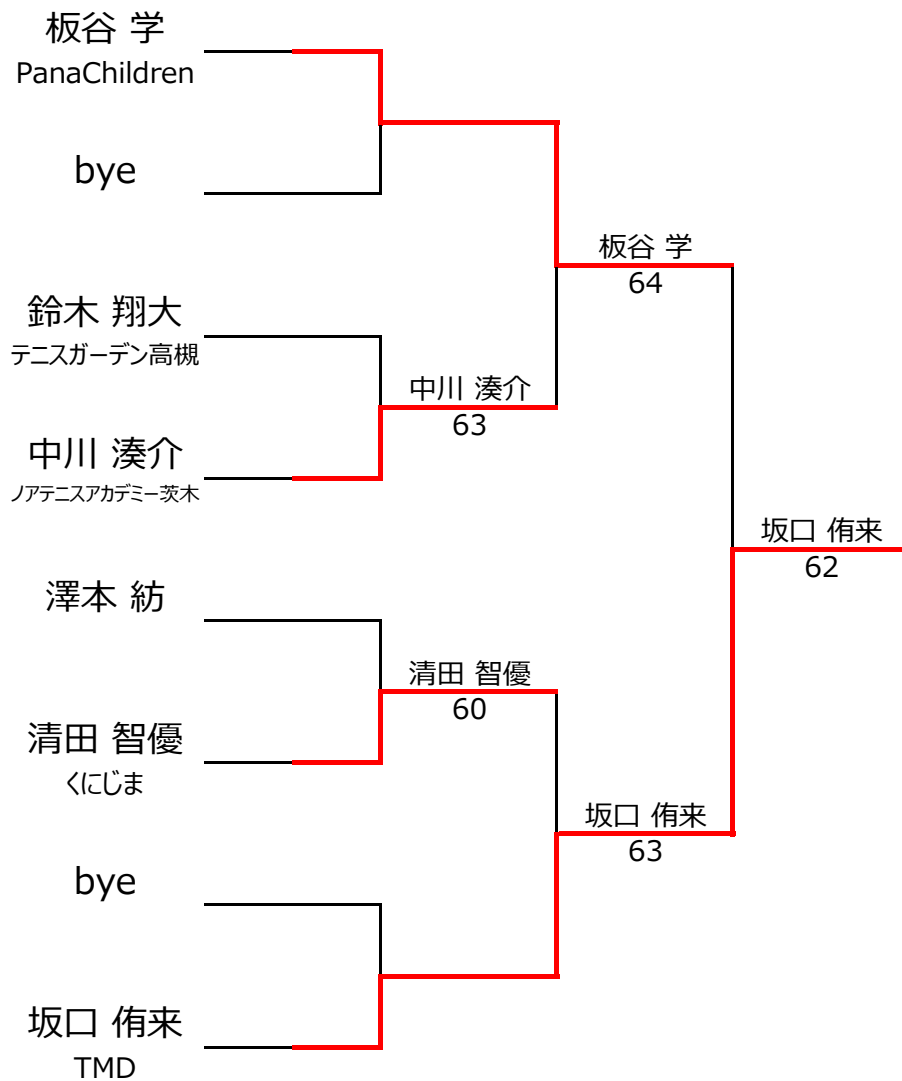 板谷 学
PanaChildren
bye
鈴木 翔大
テニスガーデン高槻
中川 湊介
ノアテニスアカデミー茨木
澤本 紡
清田 智優
くにじま
bye
坂口 侑来
TMD
中川 湊介
63
清田 智優
60
板谷 学
64
坂口 侑来
63
坂口 侑来
62